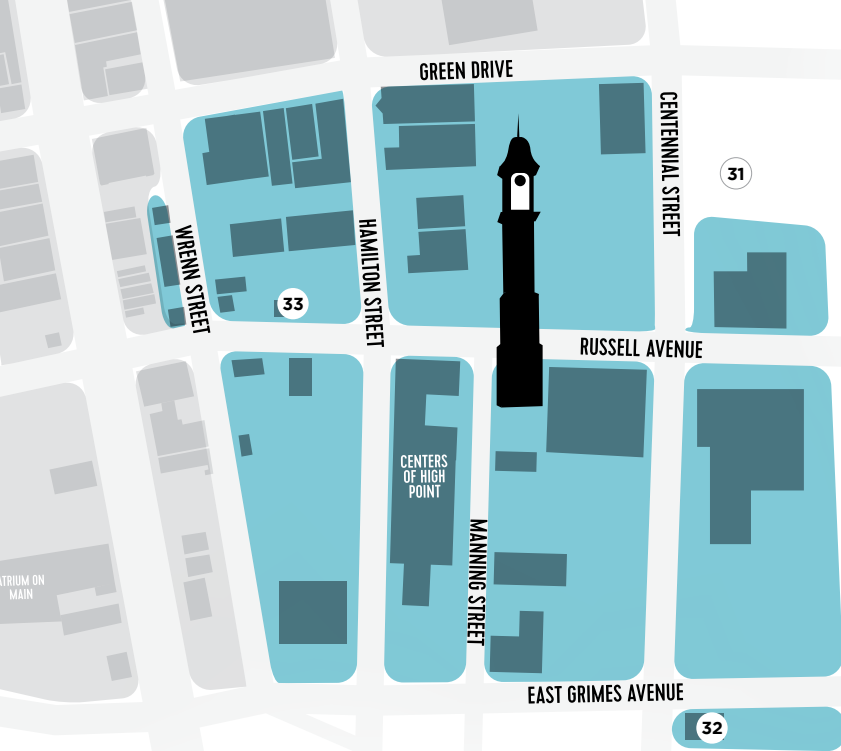 GREEN DRIVE
CENTENNIAL STREET
31
WRENN STREET
HAMILTON STREET
33
RUSSELL AVENUE
CENTERS
OF HIGH
POINT
MANNING STREET
ATRIUM ON
MAIN
EAST GRIMES AVENUE
32